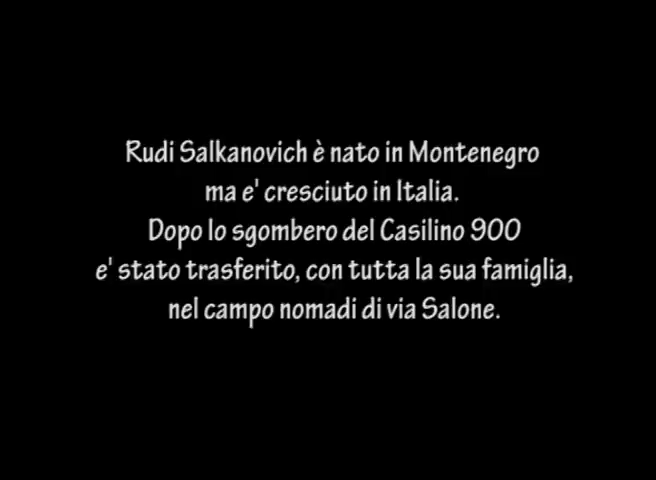 Rudi Salkanovich è nato in Montenegro
ma e' cresciuto in Italia.
Dopo lo sgombero del Casilino 900
e' stato trasferito, con tutta la sua famiglia,
nel campo nomadi di via Salone.